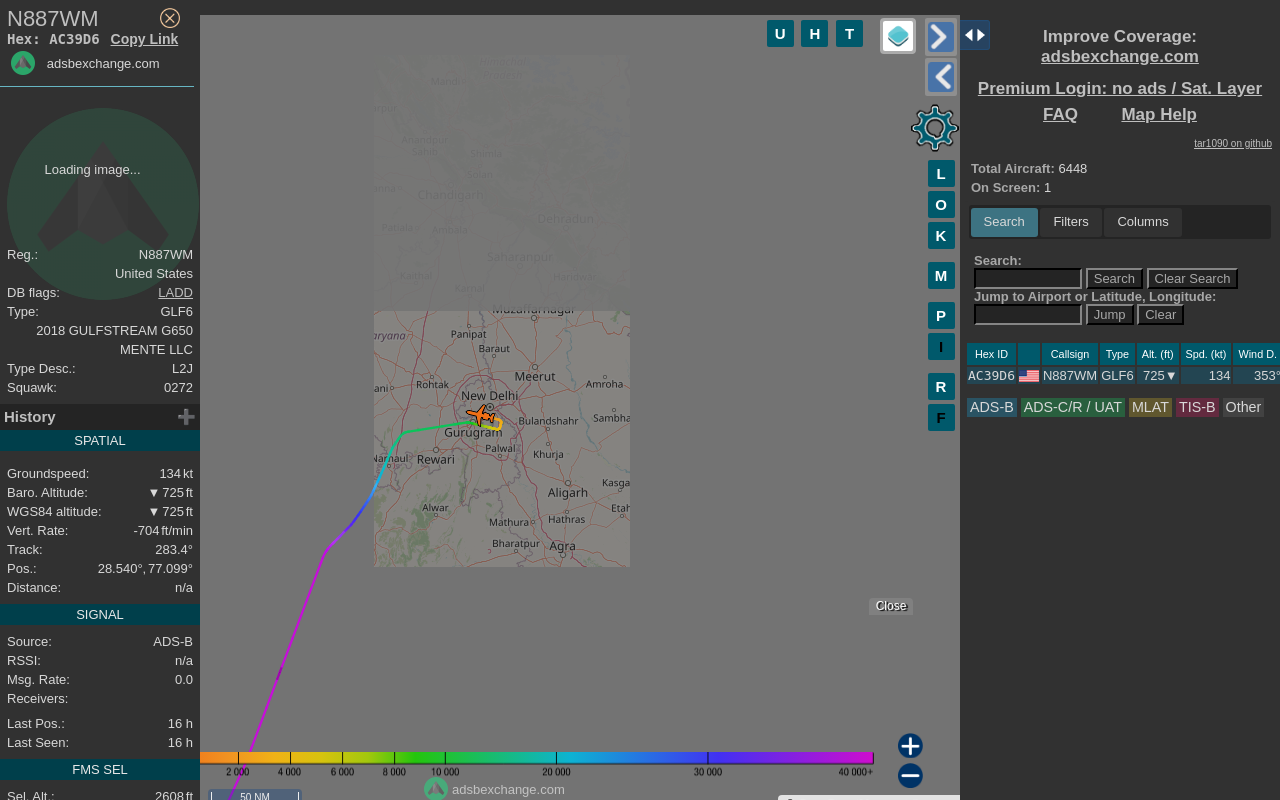 N887WM
Hex: AC39D6 Copy Link
adsbexchange.com
Loading image...
Reg.: N887WM
United States
DB flags: LADD
Type: GLF6
2018 GULFSTREAM G650
MENTE LLC
Type Desc.: L2J
Squawk: 0272
History
SPATIAL
Groundspeed: 134 kt
Baro. Altitude: ▼ 725 ft
WGS84 altitude: ▼ 725 ft
Vert. Rate: -704 ft/min
Track: 283.4°
Pos.: 28.540°, 77.099°
Distance: n/a
SIGNAL
Source: ADS-B
RSSI: n/a
Msg. Rate: 0.0
Receivers:
Last Pos.: 16 h
Last Seen: 16 h
FMS SEL
Sel. Alt.: 2608 ft
U H T
L
O
K
M
P
I
R
F
Shimla
Chandigarh
Dehradun
Patiala Ambala
Saharanpur
Kaithal
Karnal
Muzaffarnagar
Panipat
Baraut
Meerut
Rohtak
Amroha
New Delhi
Bulandshahr
Gurugram
Palwal
Rewari
Khurja
Aligarh
Alwar
Mathura
Hathras
Bharatpur
Agra
Close
2 000 4 000 6 000 8 000 10 000 20 000 30 000 40 000+
adsbexchange.com
50 NM
Improve Coverage:
adsbexchange.com
Premium Login: no ads / Sat. Layer
FAQ Map Help
tar1090 on github
Total Aircraft: 6448
On Screen: 1
Search Filters Columns
Search:
Search Clear Search
Jump to Airport or Latitude, Longitude:
Jump Clear
Hex ID Callsign Type Alt. (ft) Spd. (kt) Wind D.
AC39D6 N887WM GLF6 725▼ 134 353°
ADS-B ADS-C/R / UAT MLAT TIS-B Other